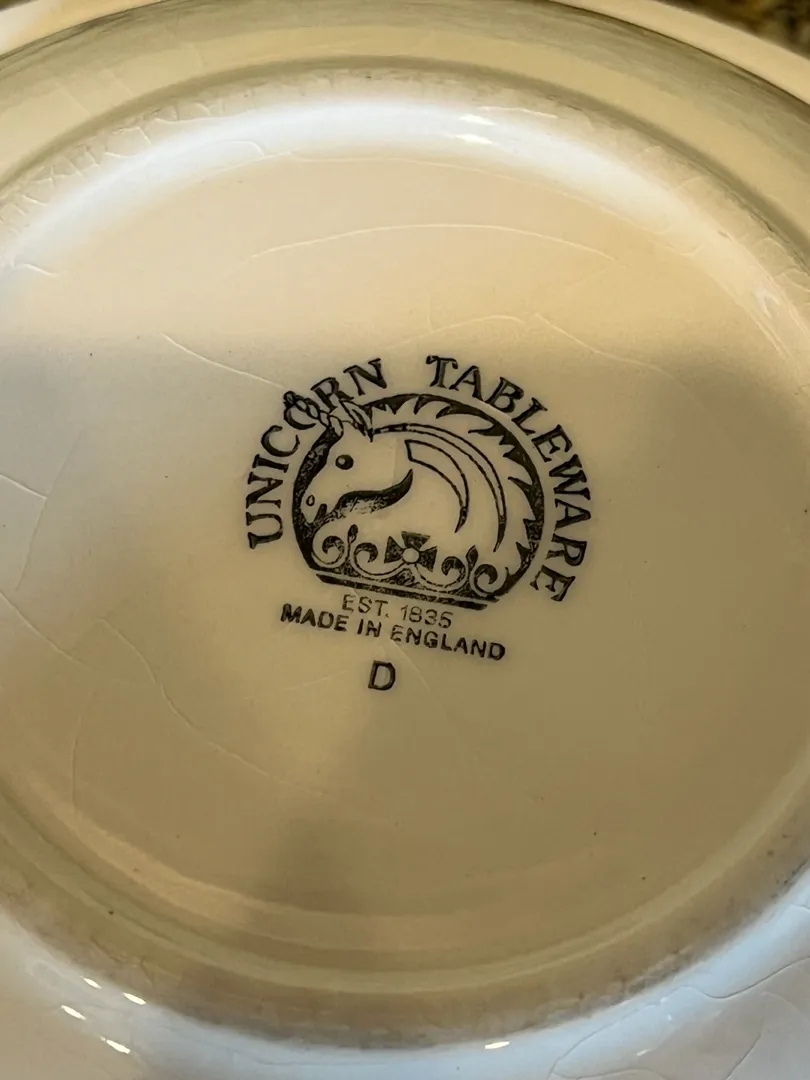 UNICORN TABLEWARE
EST. 1835
MADE IN ENGLAND
D